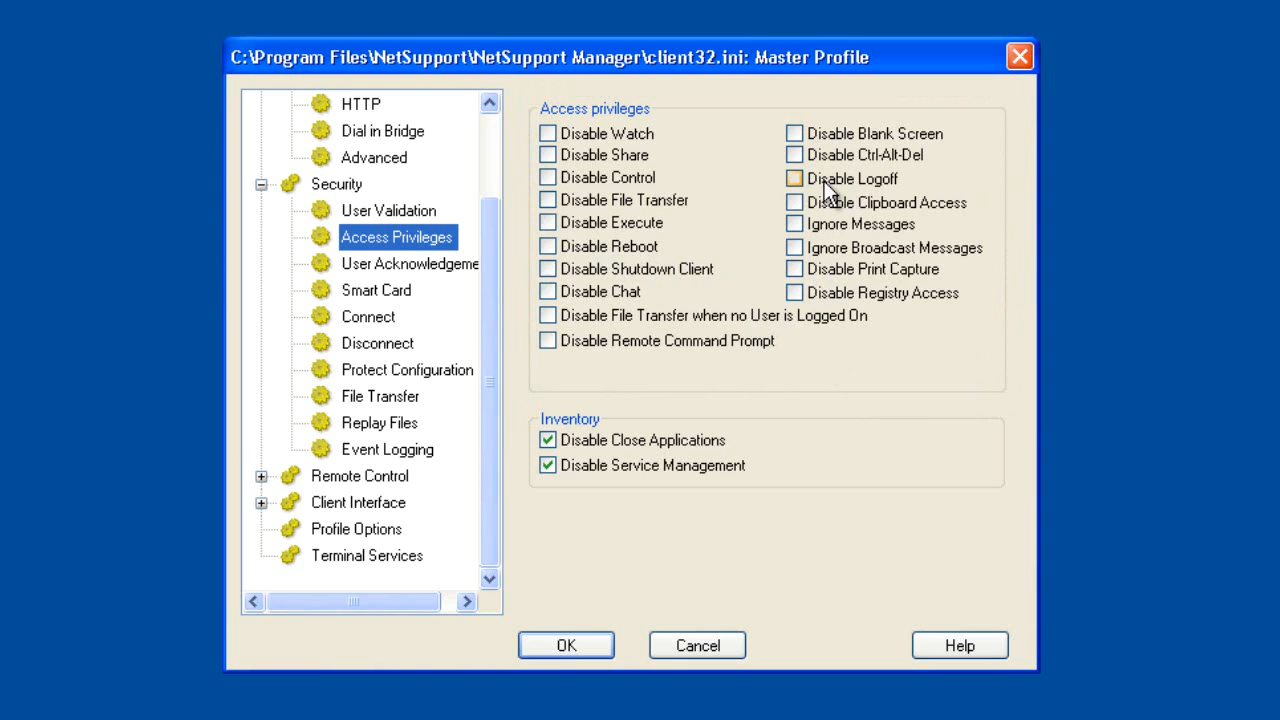 C:\Program Files\NetSupport\NetSupport Manager\client32.ini: Master Profile
HTTP
Dial in Bridge
Advanced
Security
User Validation
Access Privileges
User Acknowledgeme
Smart Card
Connect
Disconnect
Protect Configuration
File Transfer
Replay Files
Event Logging
Remote Control
Client Interface
Profile Options
Terminal Services
Access privileges
Disable Watch
Disable Share
Disable Control
Disable File Transfer
Disable Execute
Disable Reboot
Disable Shutdown Client
Disable Chat
Disable File Transfer when no User is Logged On
Disable Remote Command Prompt
Disable Blank Screen
Disable Ctrl-Alt-Del
Disable Logoff
Disable Clipboard Access
Ignore Messages
Ignore Broadcast Messages
Disable Print Capture
Disable Registry Access
Inventory
Disable Close Applications
Disable Service Management
OK
Cancel
Help